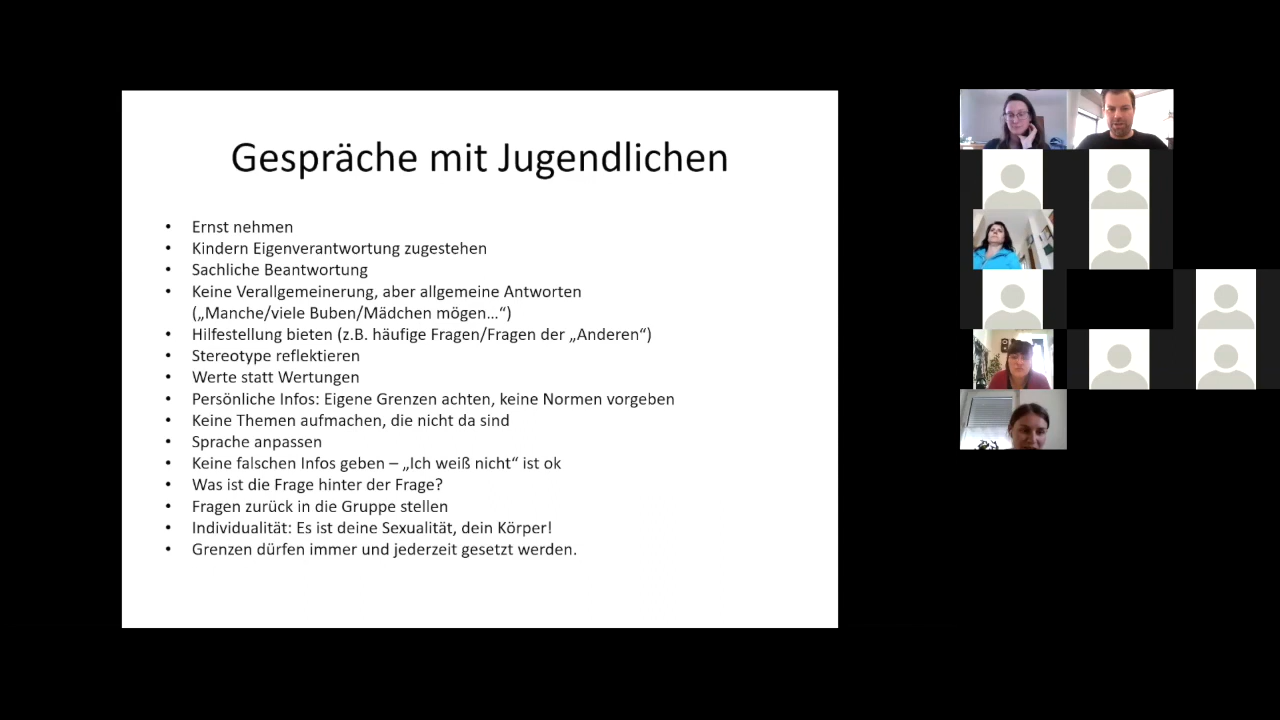 Gespräche mit Jugendlichen
• Ernst nehmen
• Kindern Eigenverantwortung zugestehen
• Sachliche Beantwortung
• Keine Verallgemeinerung, aber allgemeine Antworten
(„Manche/viele Buben/Mädchen mögen…“)
• Hilfestellung bieten (z.B. häufige Fragen/Fragen der „Anderen“)
• Stereotype reflektieren
• Werte statt Wertungen
• Persönliche Infos: Eigene Grenzen achten, keine Normen vorgeben
• Keine Themen aufmachen, die nicht da sind
• Sprache anpassen
• Keine falschen Infos geben – „Ich weiß nicht“ ist ok
• Was ist die Frage hinter der Frage?
• Fragen zurück in die Gruppe stellen
• Individualität: Es ist deine Sexualität, dein Körper!
• Grenzen dürfen immer und jederzeit gesetzt werden.